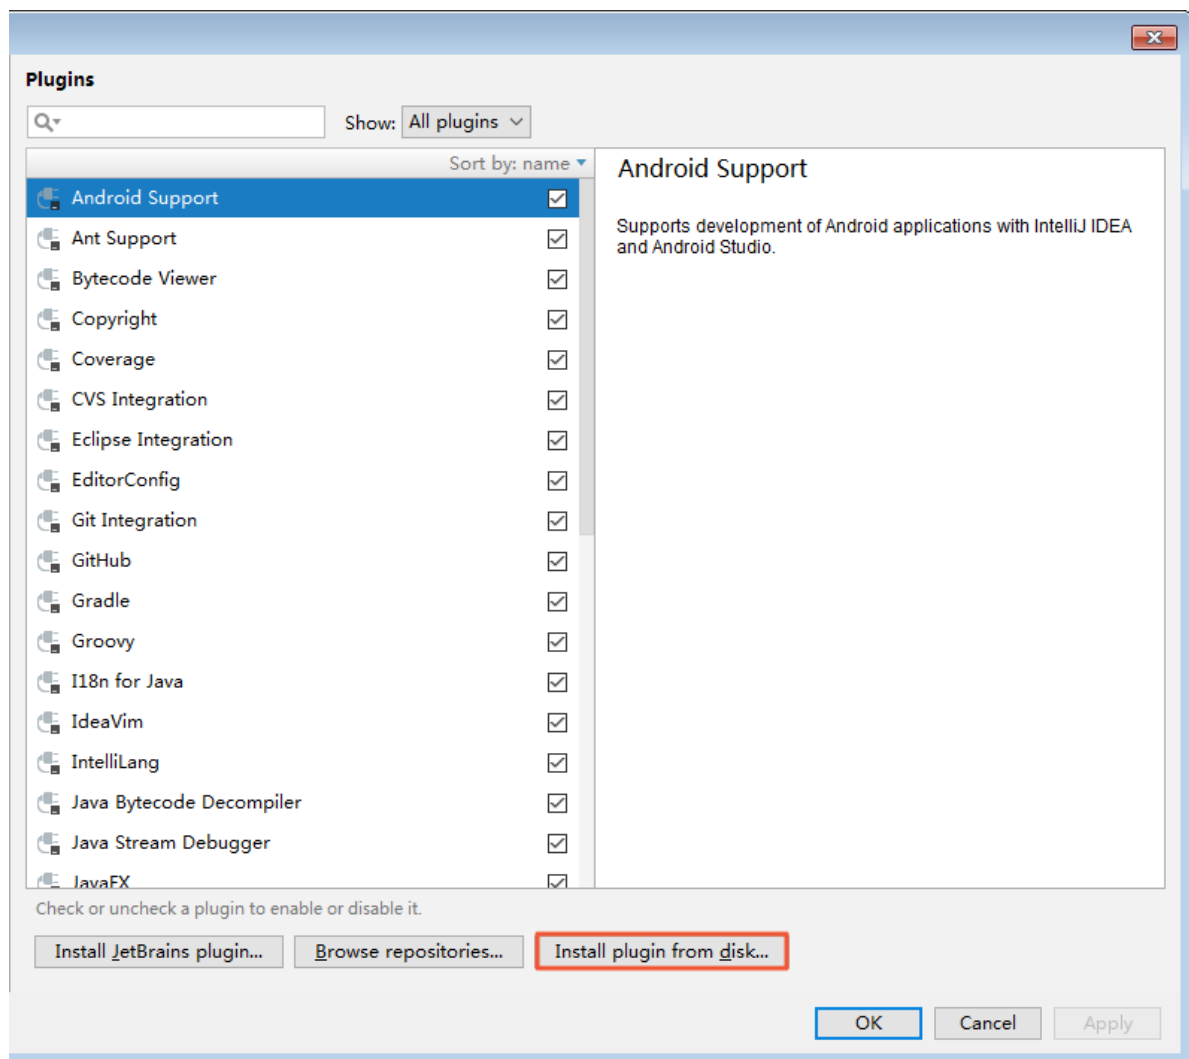 Plugins
Show: All plugins
Sort by: name
Android Support
Ant Support
Bytecode Viewer
Copyright
Coverage
CVS Integration
Eclipse Integration
EditorConfig
Git Integration
GitHub
Gradle
Groovy
I18n for Java
IdeaVim
IntelliLang
Java Bytecode Decompiler
Java Stream Debugger
JavaFX
Android Support
Supports development of Android applications with IntelliJ IDEA
and Android Studio.
Check or uncheck a plugin to enable or disable it.
Install JetBrains plugin... Browse repositories... Install plugin from disk...
OK Cancel Apply